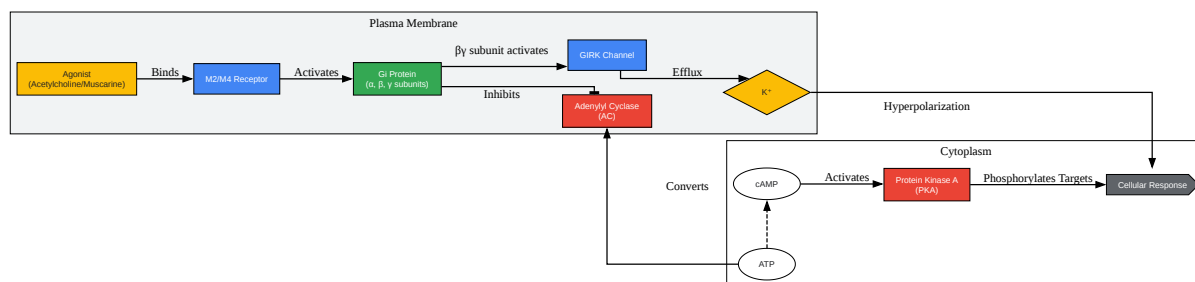 Plasma Membrane
Agonist
(Acetylcholine/Muscarine)
Binds
M2/M4 Receptor
Activates
Gi Protein
(α, β, γ subunits)
βγ subunit activates
Inhibits
GIRK Channel
Adenylyl Cyclase
(AC)
Efflux
K⁺
Hyperpolarization
Cytoplasm
Converts
cAMP
Activates
Protein Kinase A
(PKA)
Phosphorylates Targets
Cellular Response
ATP